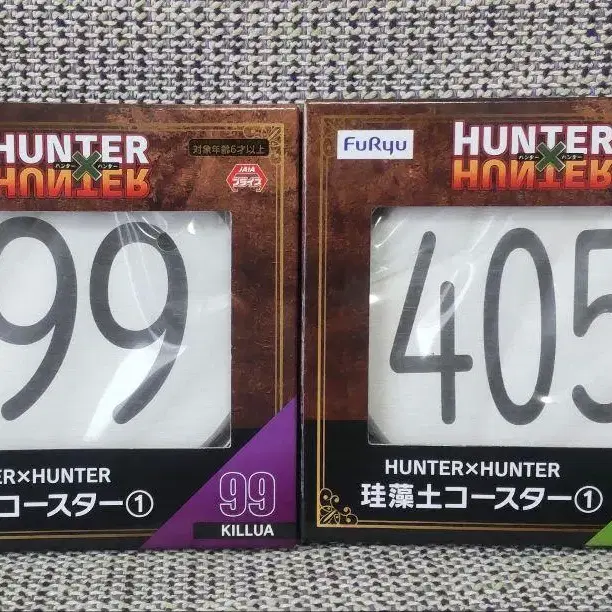 HUNTER
×
ハンター ハンター
HUNTER
対象年齢6才以上
JAIA
プライズ
99
ER×HUNTER
コースター①
99
KILLUA
FuRyu
HUNTER
×
ハンター ハンター
HUNTER
405
HUNTER×HUNTER
珪藻土コースター①